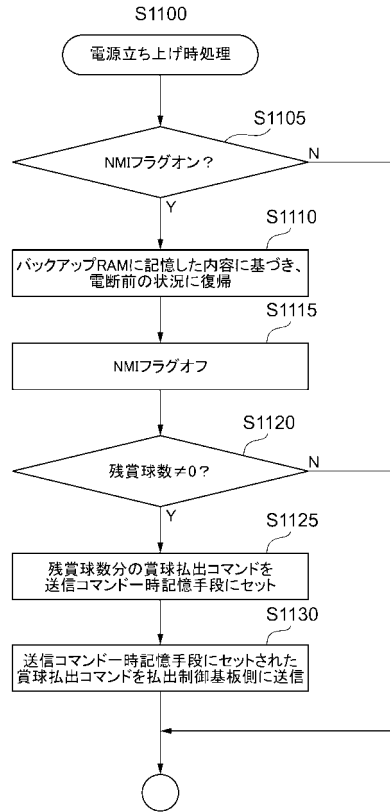 S1100
電源立ち上げ時処理
S1105
NMIフラグオン？
N
Y
S1110
バックアップRAMに記憶した内容に基づき、
電断前の状況に復帰
S1115
NMIフラグオフ
S1120
残賞球数≠0？
N
Y
S1125
残賞球数分の賞球払出コマンドを
送信コマンド一時記憶手段にセット
S1130
送信コマンド一時記憶手段にセットされた
賞球払出コマンドを払出制御基板側に送信